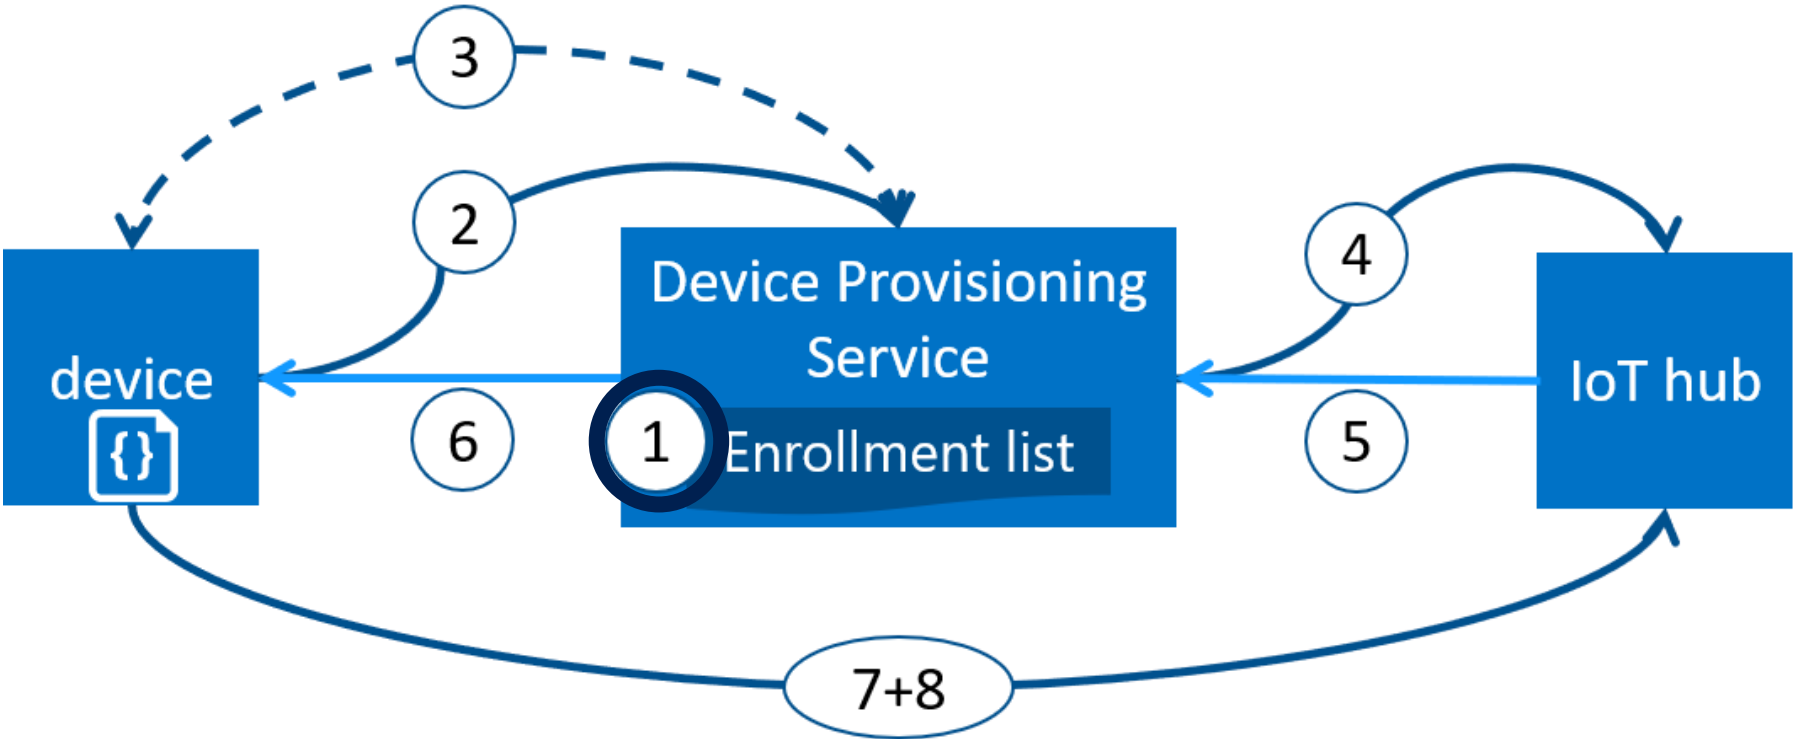 3
2
4
Device Provisioning
Service
device
{}
IoT hub
6
1
Enrollment list
5
7+8